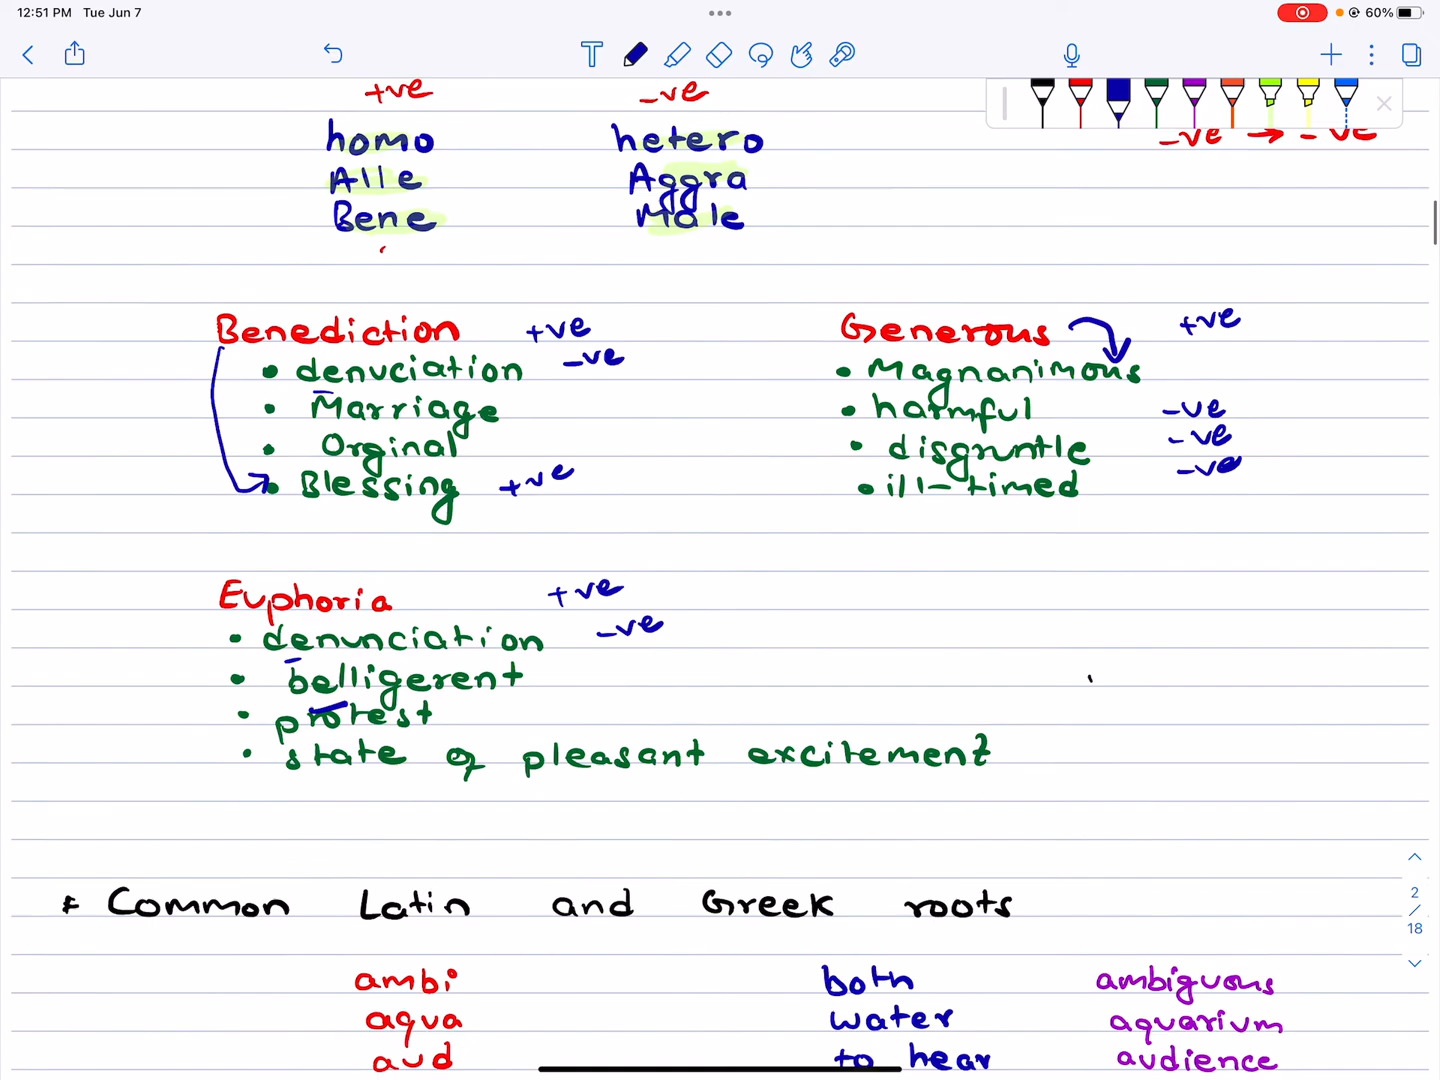 12:51 PM Tue Jun 7
60%
+ve -ve
-ve → - ve
homo hetero
Alle Aggra
Bene Male
Benediction +ve
• denuciation -ve
• Marriage
• Orginal
• Blessing +ve
Generous +ve
• Magnanimous
• harmful -ve
• disgruntle -ve
• ill-timed -ve
Euphoria +ve
• denunciation -ve
• belligerent
• protest
• state of pleasant excitement
* Common Latin and Greek roots
ambi both ambiguous
aqua water aquarium
aud to hear audience
2
/
18